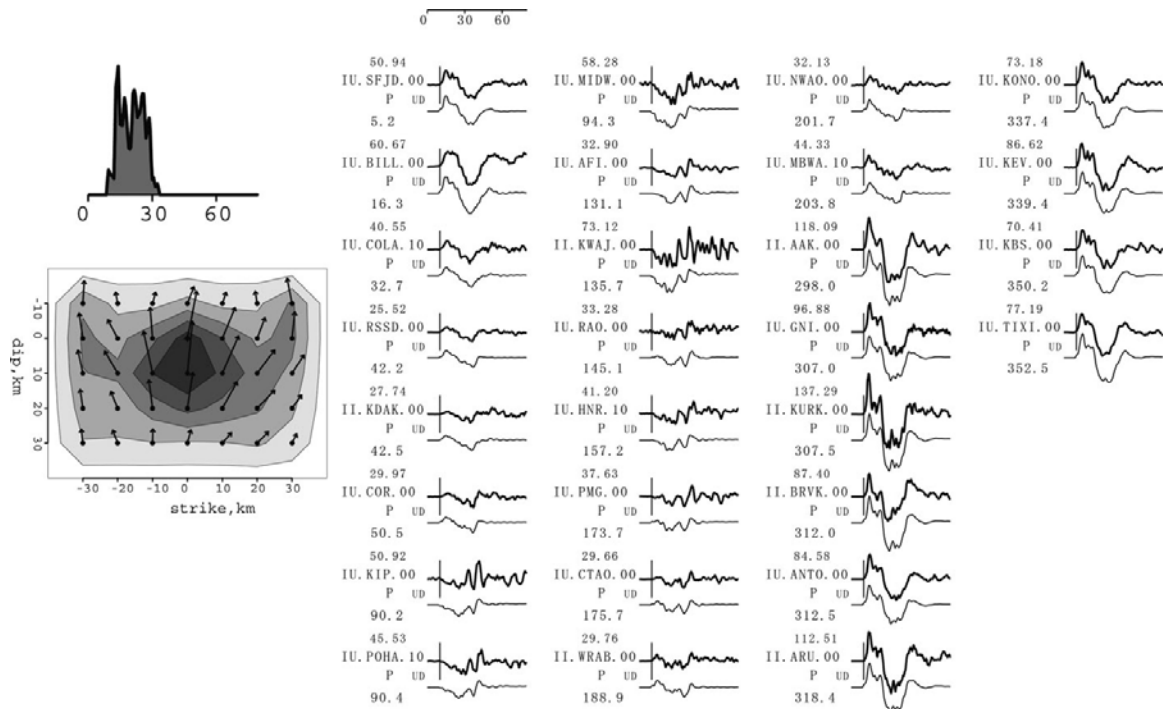 0 30 60
0 30 60
-10
0
10
20
30
dip,km
-30 -20 -10 0 10 20 30
strike,km
50.94
IU.SFJD.00
P UD
5.2
60.67
IU.BILL.00
P UD
16.3
40.55
IU.COLA.10
P UD
32.7
25.52
IU.RSSD.00
P UD
42.2
27.74
II.KDAK.00
P UD
42.5
29.97
IU.COR.00
P UD
50.5
50.92
IU.KIP.00
P UD
90.2
45.53
IU.POHA.10
P UD
90.4
58.28
IU.MIDW.00
P UD
94.3
32.90
IU.AFI.00
P UD
131.1
73.12
II.KWAJ.00
P UD
135.7
33.28
IU.RAO.00
P UD
145.1
41.20
IU.HNR.10
P UD
157.2
37.63
IU.PMG.00
P UD
173.7
29.66
IU.CTAO.00
P UD
175.7
29.76
II.WRAB.00
P UD
188.9
32.13
IU.NWAO.00
P UD
201.7
44.33
IU.MBWA.10
P UD
203.8
118.09
II.AAK.00
P UD
298.0
96.88
IU.GNI.00
P UD
307.0
137.29
II.KURK.00
P UD
307.5
87.40
II.BRVK.00
P UD
312.0
84.58
IU.ANTO.00
P UD
312.5
112.51
II.ARU.00
P UD
318.4
73.18
IU.KONO.00
P UD
337.4
86.62
IU.KEV.00
P UD
339.4
70.41
IU.KBS.00
P UD
350.2
77.19
IU.TIXI.00
P UD
352.5